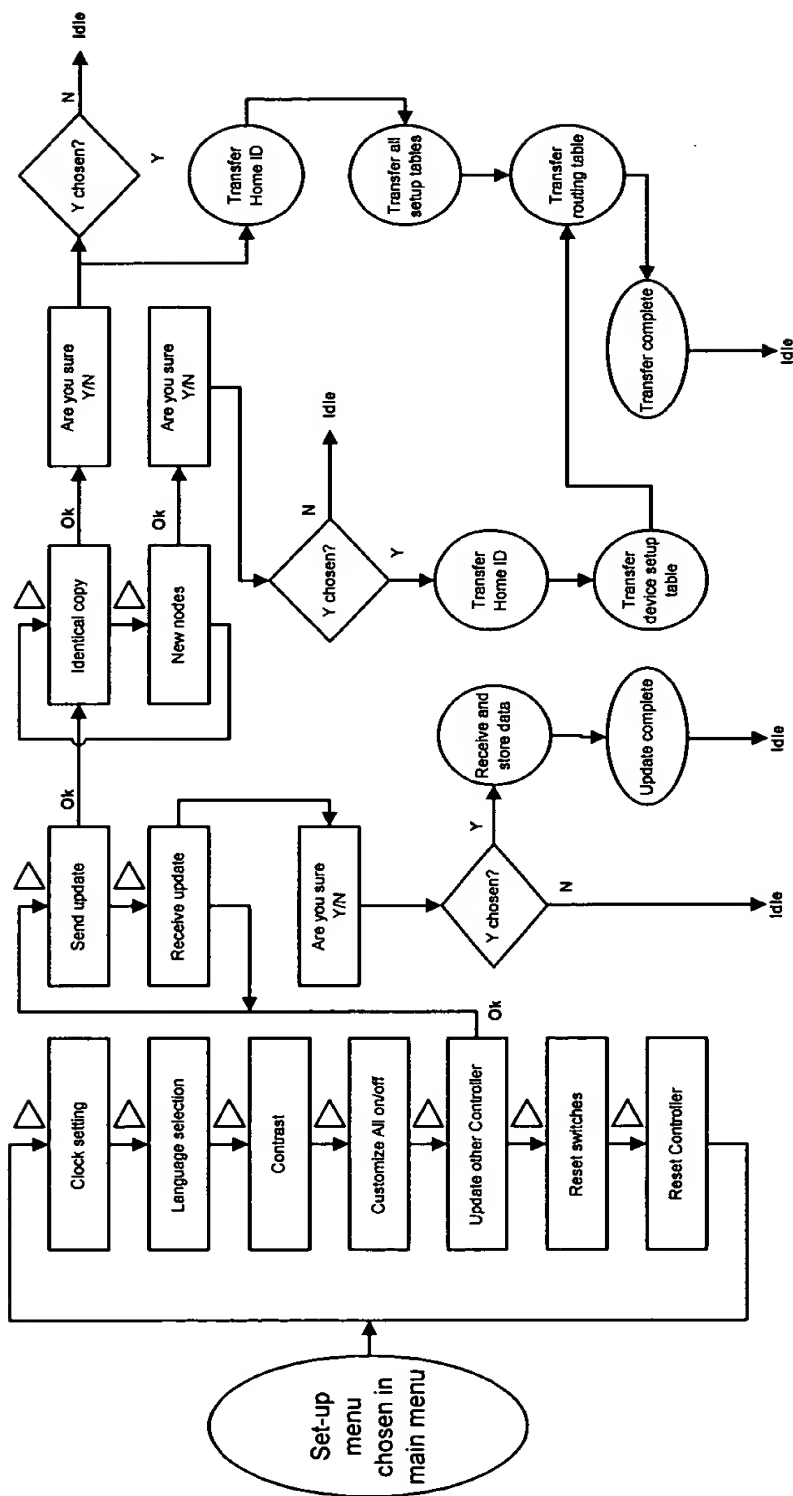 Set-up
menu
chosen in
main menu
Clock setting
Language selection
Contrast
Customize All on/off
Update other Controller
Reset switches
Reset Controller
Ok
Send update
Receive update
Are you sure
Y/N
Y chosen?
Y
N
Idle
Receive and
store data
Update complete
Idle
Ok
Identical copy
New nodes
Ok
Ok
Are you sure
Y/N
Are you sure
Y/N
Y chosen?
N
Idle
Y
Transfer
Home ID
Transfer
device setup
table
Y chosen?
N
Idle
Y
Transfer
Home ID
Transfer all
setup tables
Transfer
routing table
Transfer complete
Idle